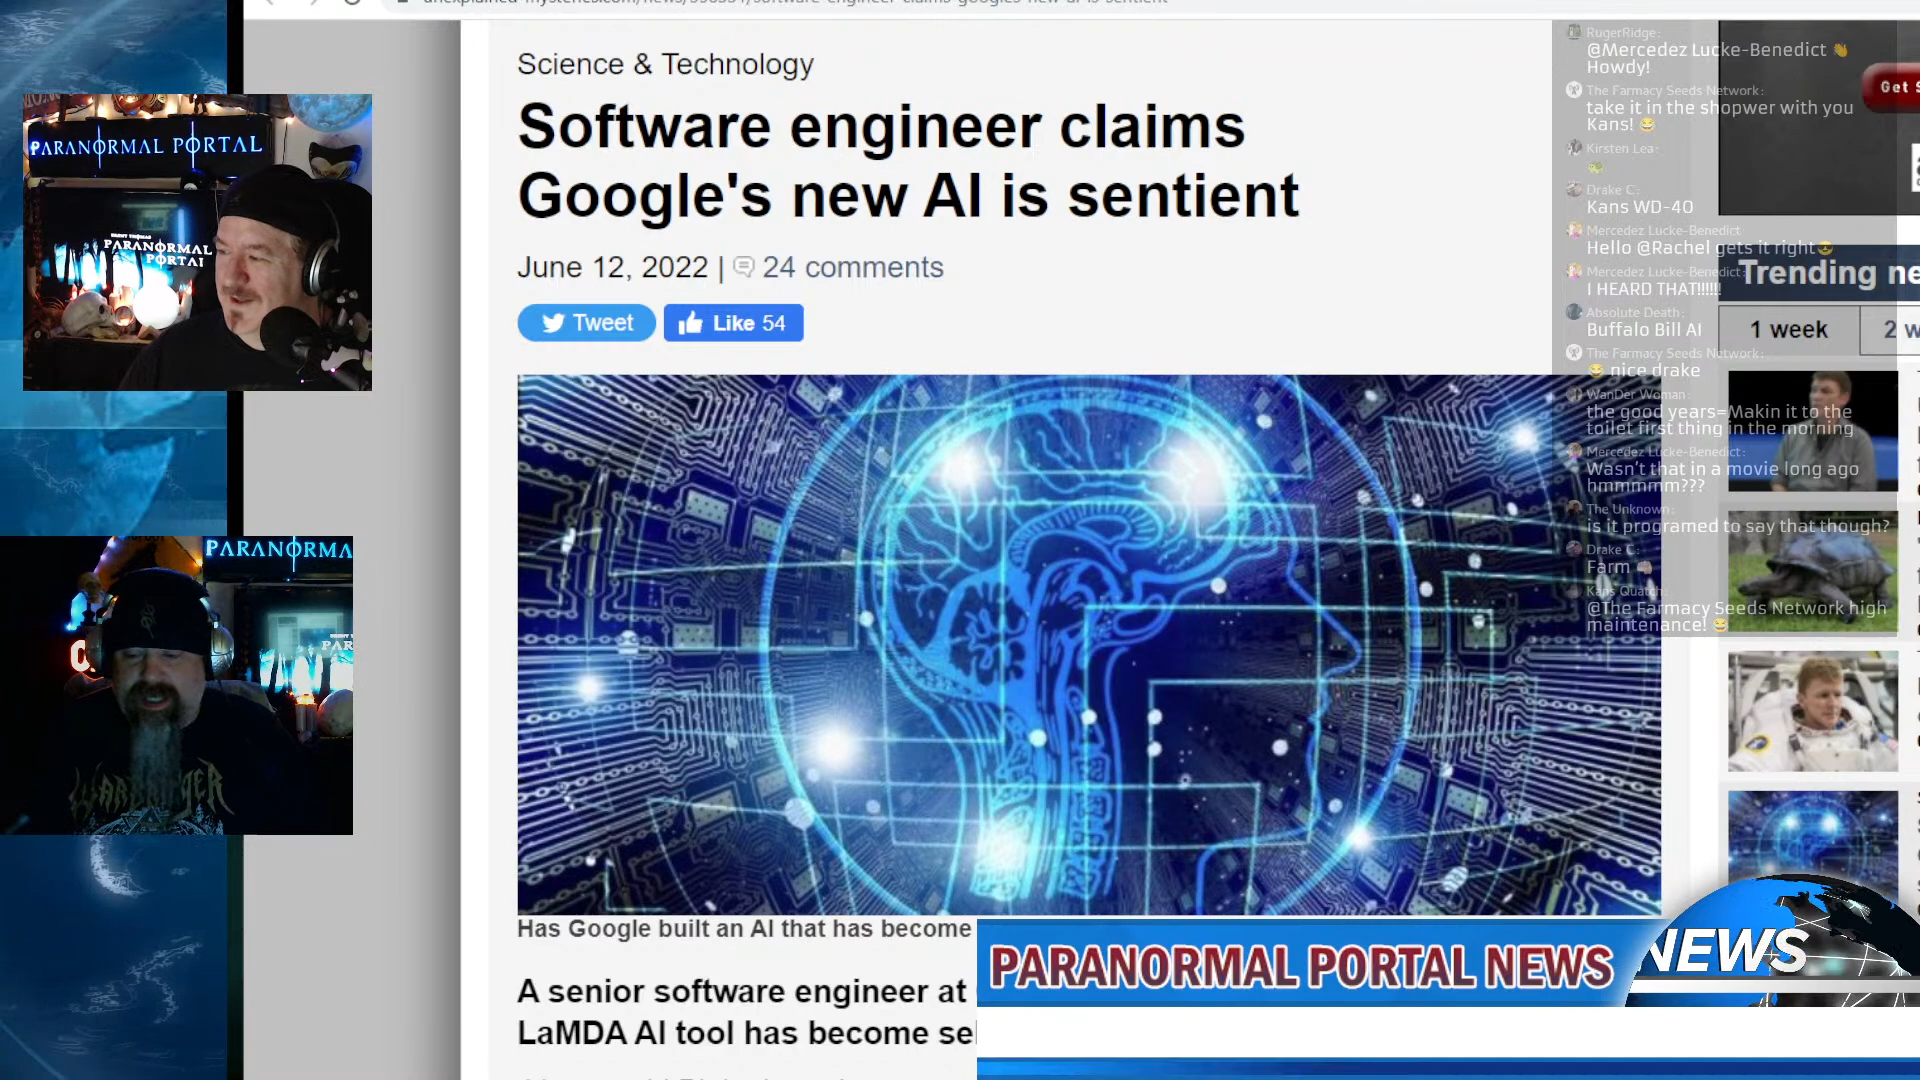 Science & Technology
Software engineer claims
Google's new AI is sentient
June 12, 2022 | 24 comments
Tweet
Like 54
Has Google built an AI that has become
A senior software engineer at
LaMDA AI tool has become se
PARANORMAL PORTAL
PARANORMAL
PORTAL
PARANORMA
PAR
WARBRINGER
RugerRidge:
@Mercedez Lucke-Benedict 👋
Howdy!
The Farmacy Seeds Network:
take it in the shopwer with you
Kans! 😂
Kirsten Lea:
Drake C:
Kans WD-40
Mercedez Lucke-Benedict:
Hello @Rachel gets it right😎
Mercedez Lucke-Benedict:
I HEARD THAT!!!!!!
Absolute Death:
Buffalo Bill AI
The Farmacy Seeds Network:
😂 nice drake
WanDer Woman:
the good years=Makin it to the
toilet first thing in the morning
Mercedez Lucke-Benedict:
Wasn't that in a movie long ago
hmmmmm???
The Unknown:
is it programed to say that though?
Drake C:
Farm 👊
Kans Quatch:
@The Farmacy Seeds Network high
maintenance! 😂
Get S
Trending ne
1 week
2 w
PARANORMAL PORTAL NEWS
NEWS